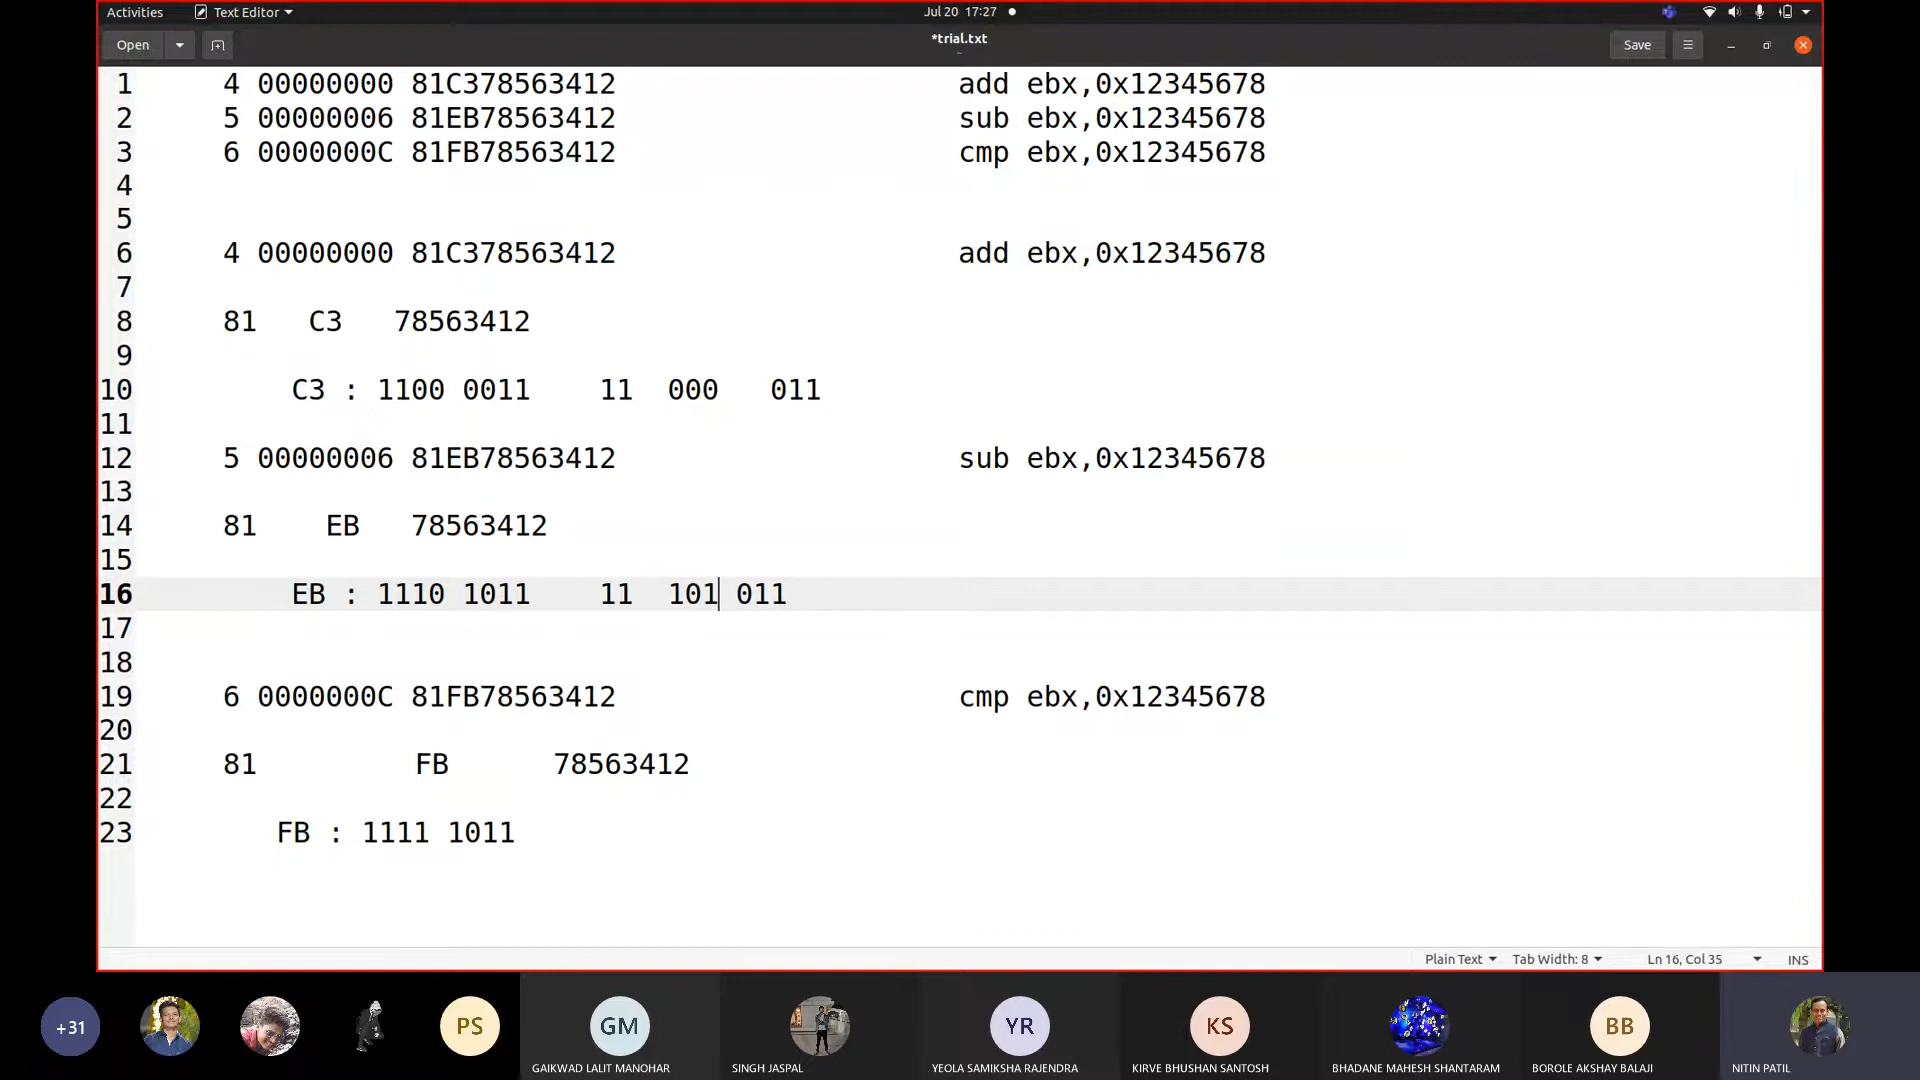 Activities Text Editor Jul 20 17:27
Open *trial.txt Save
1 4 00000000 81C378563412 add ebx,0x12345678
2 5 00000006 81EB78563412 sub ebx,0x12345678
3 6 0000000C 81FB78563412 cmp ebx,0x12345678
4
5
6 4 00000000 81C378563412 add ebx,0x12345678
7
8 81 C3 78563412
9
10 C3 : 1100 0011 11 000 011
11
12 5 00000006 81EB78563412 sub ebx,0x12345678
13
14 81 EB 78563412
15
16 EB : 1110 1011 11 101 011
17
18
19 6 0000000C 81FB78563412 cmp ebx,0x12345678
20
21 81 FB 78563412
22
23 FB : 1111 1011
Plain Text Tab Width: 8 Ln 16, Col 35 INS
+31 PS GM YR KS BB
GAIKWAD LALIT MANOHAR SINGH JASPAL YEOLA SAMIKSHA RAJENDRA KIRVE BHUSHAN SANTOSH BHADANE MAHESH SHANTARAM BOROLE AKSHAY BALAJI NITIN PATIL